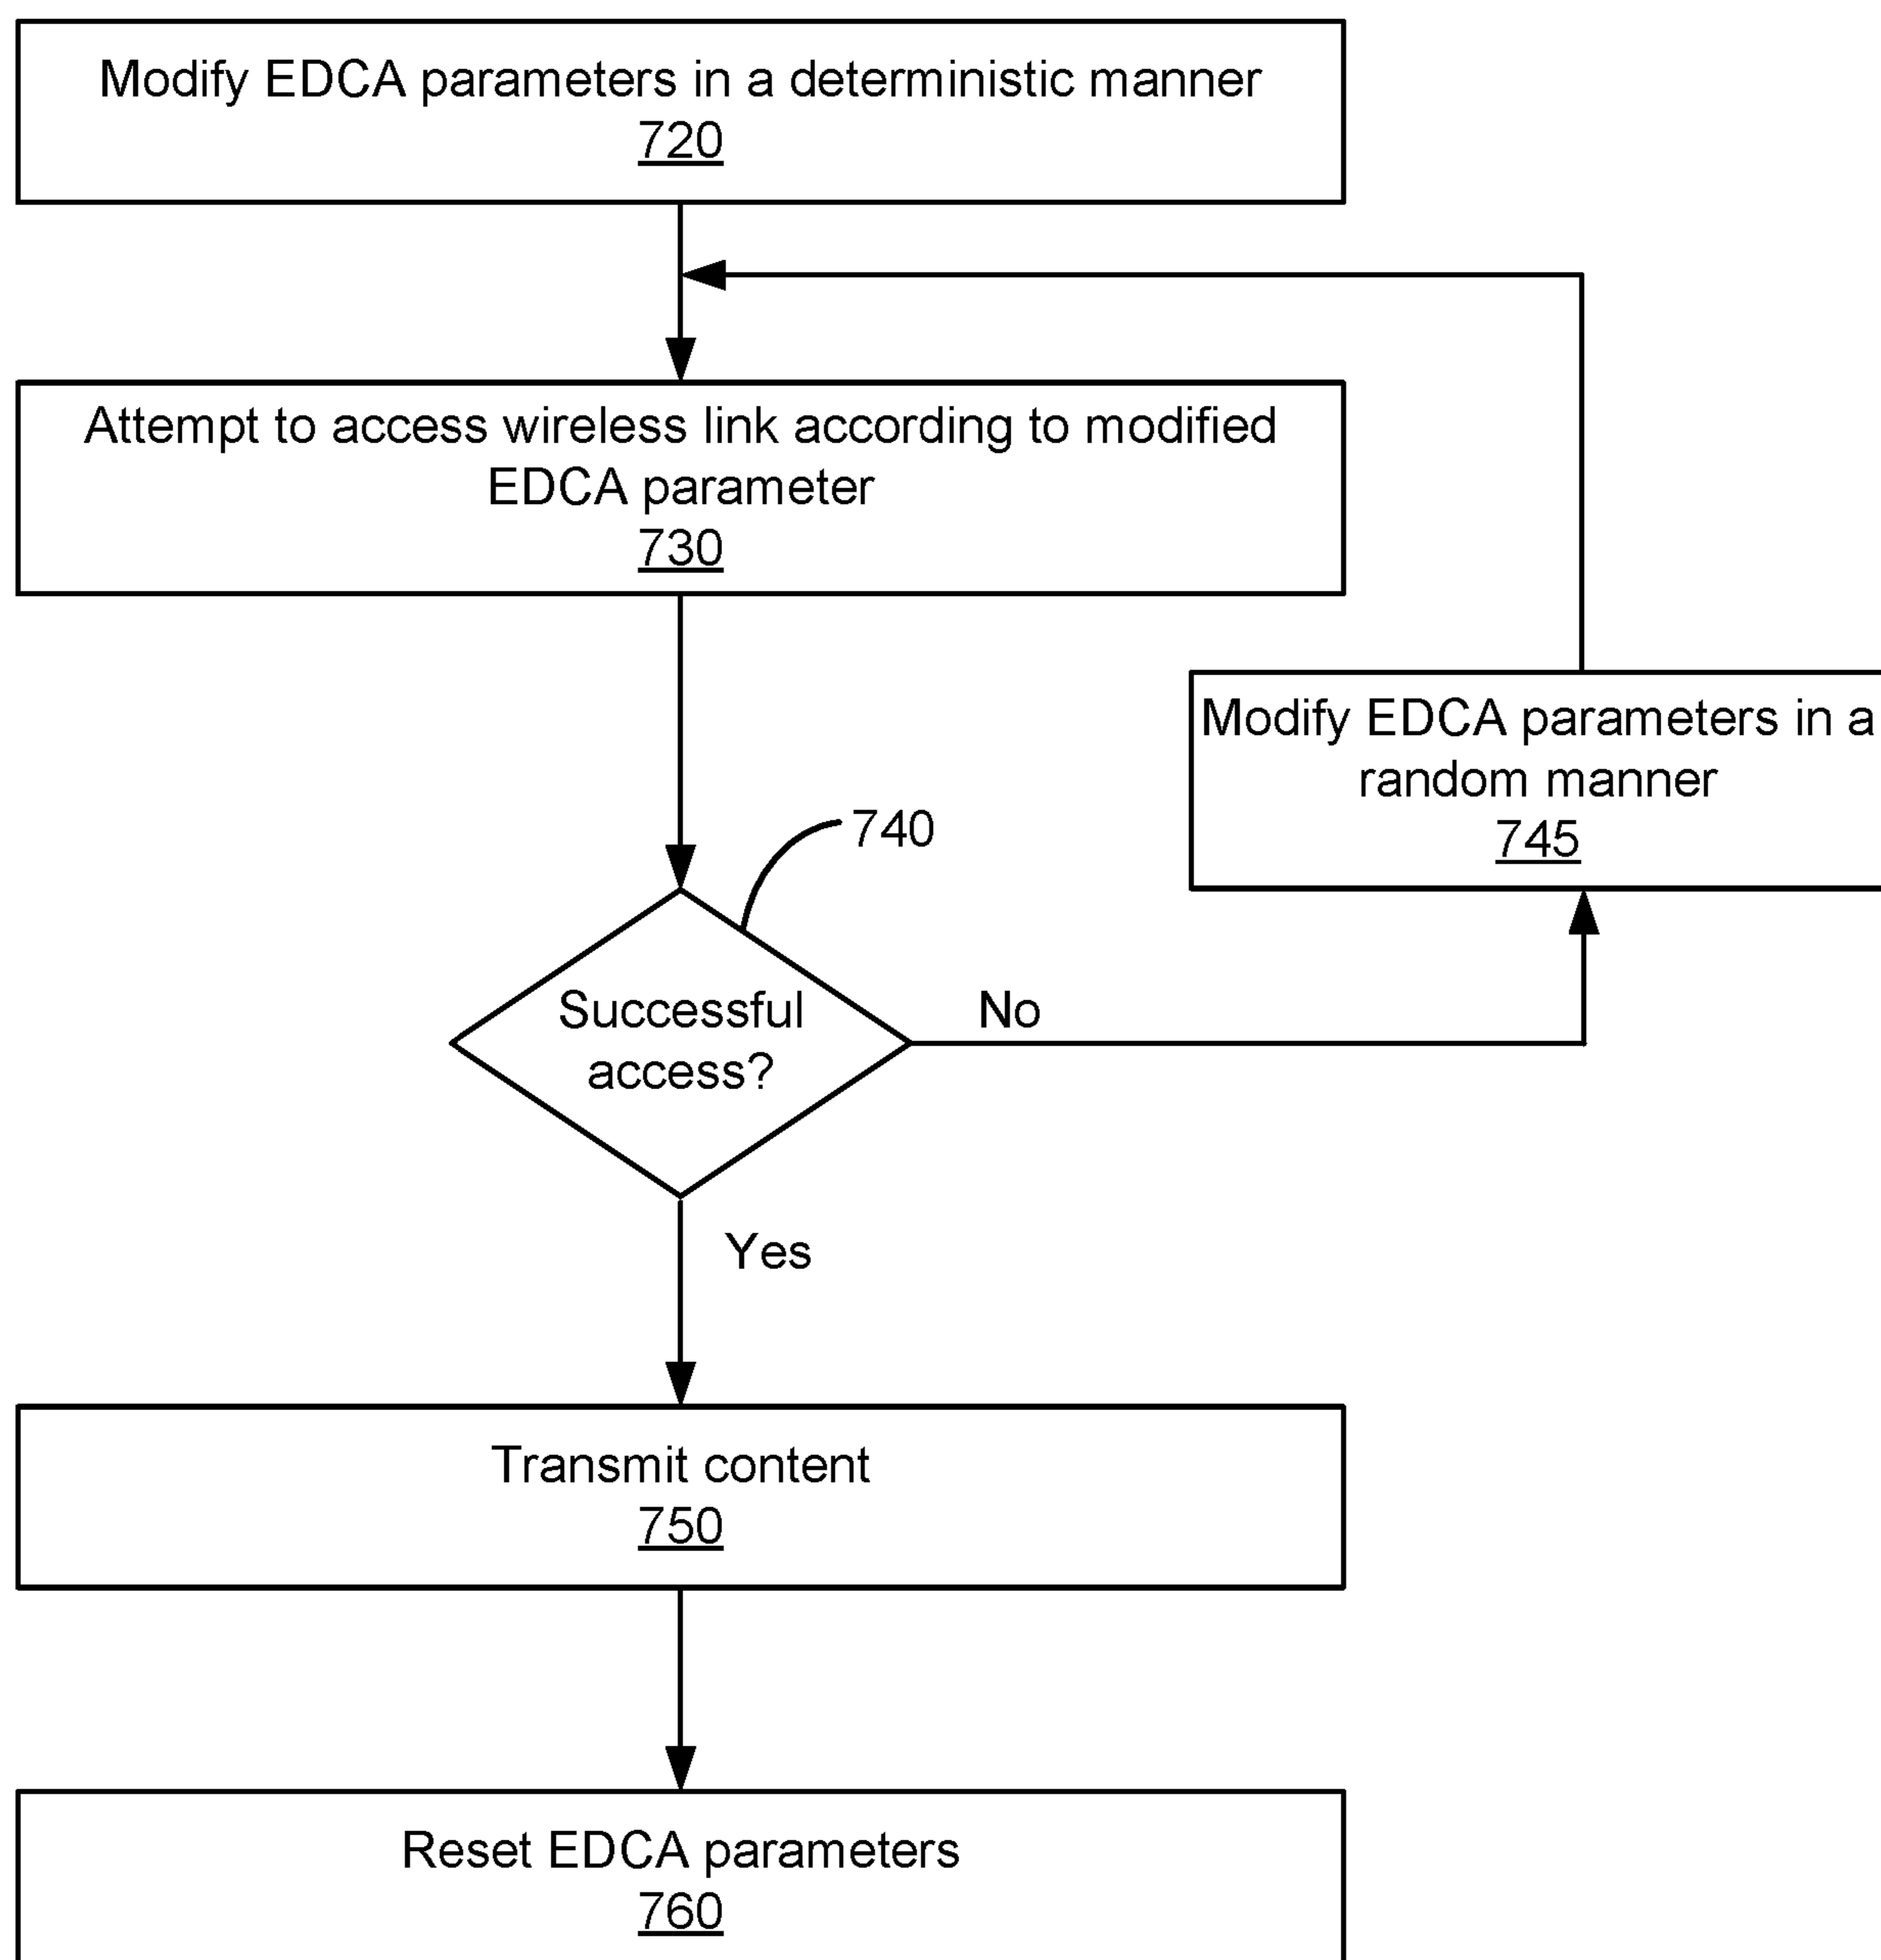 Modify EDCA parameters in a deterministic manner
720
Attempt to access wireless link according to modified
EDCA parameter
730
Modify EDCA parameters in a
random manner
745
740
Successful
access?
No
Yes
Transmit content
750
Reset EDCA parameters
760